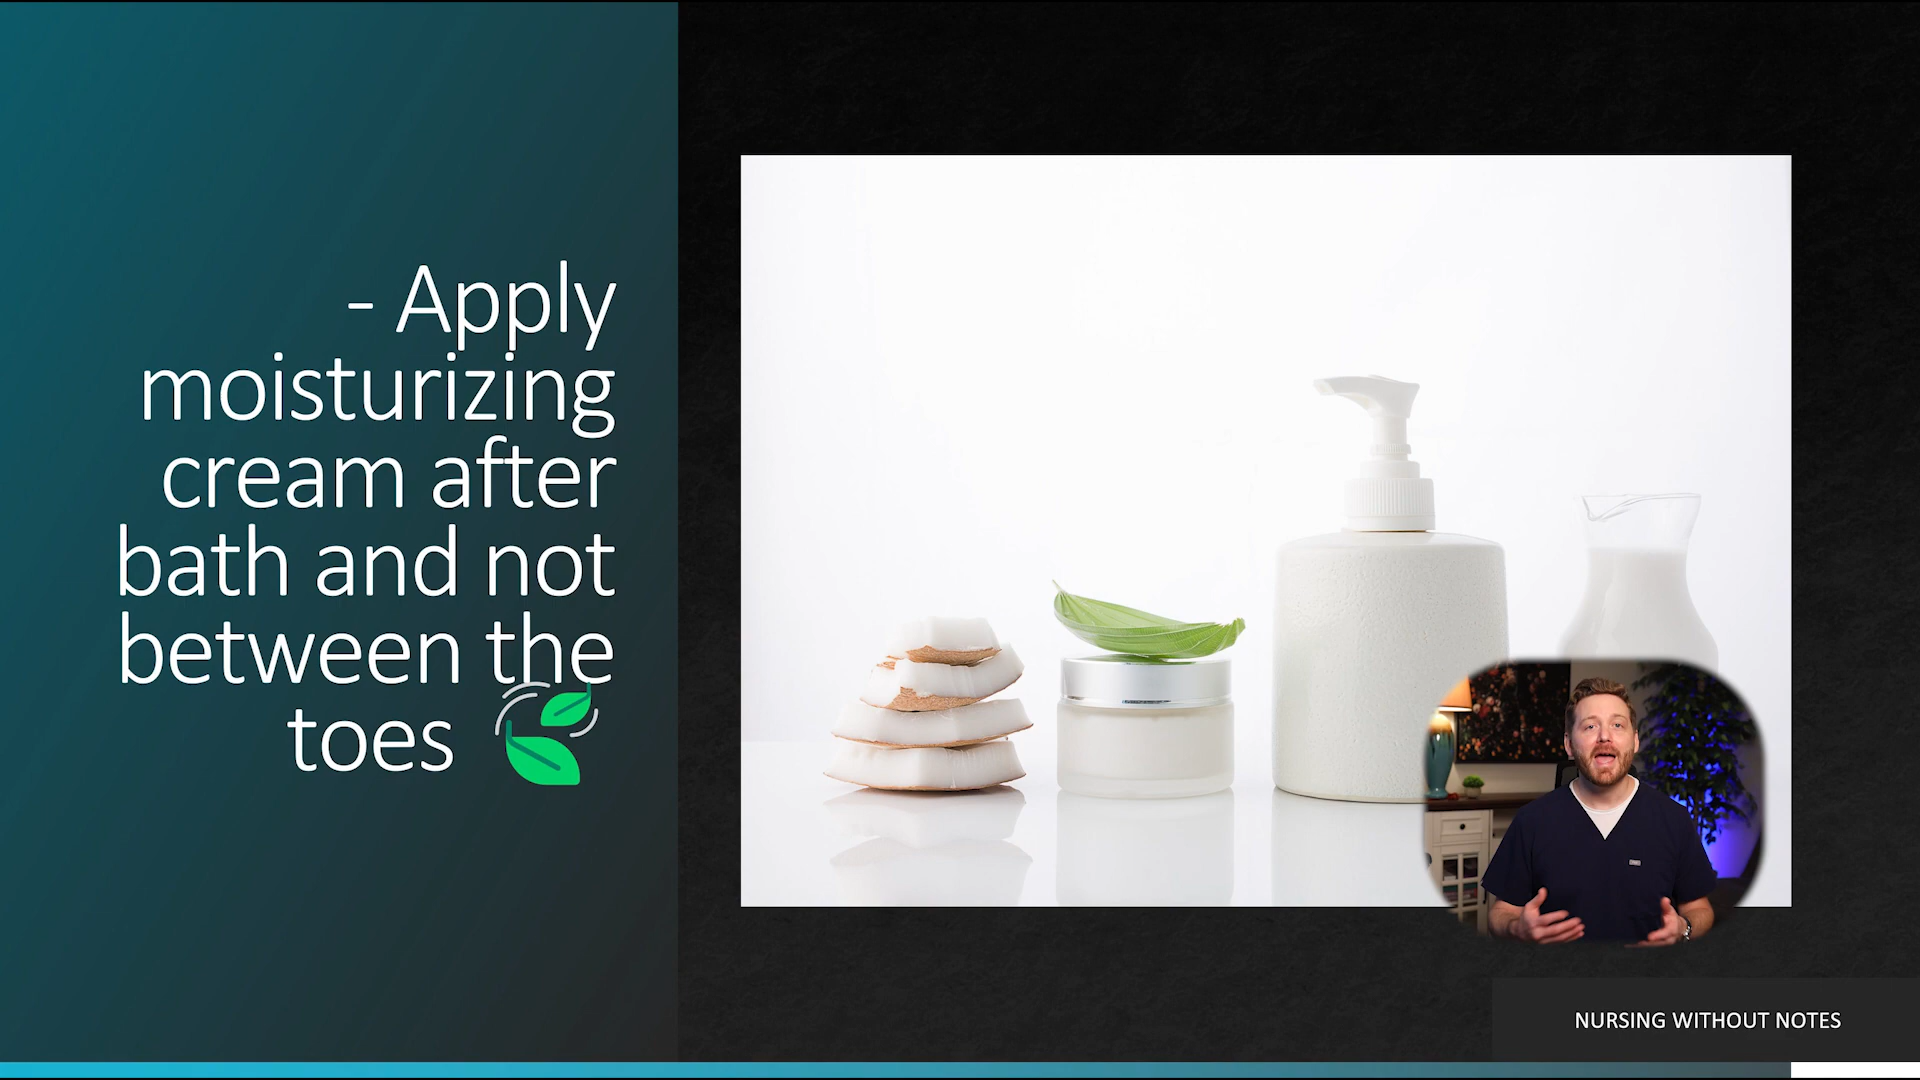 - Apply
moisturizing
cream after
bath and not
between the
toes
NURSING WITHOUT NOTES